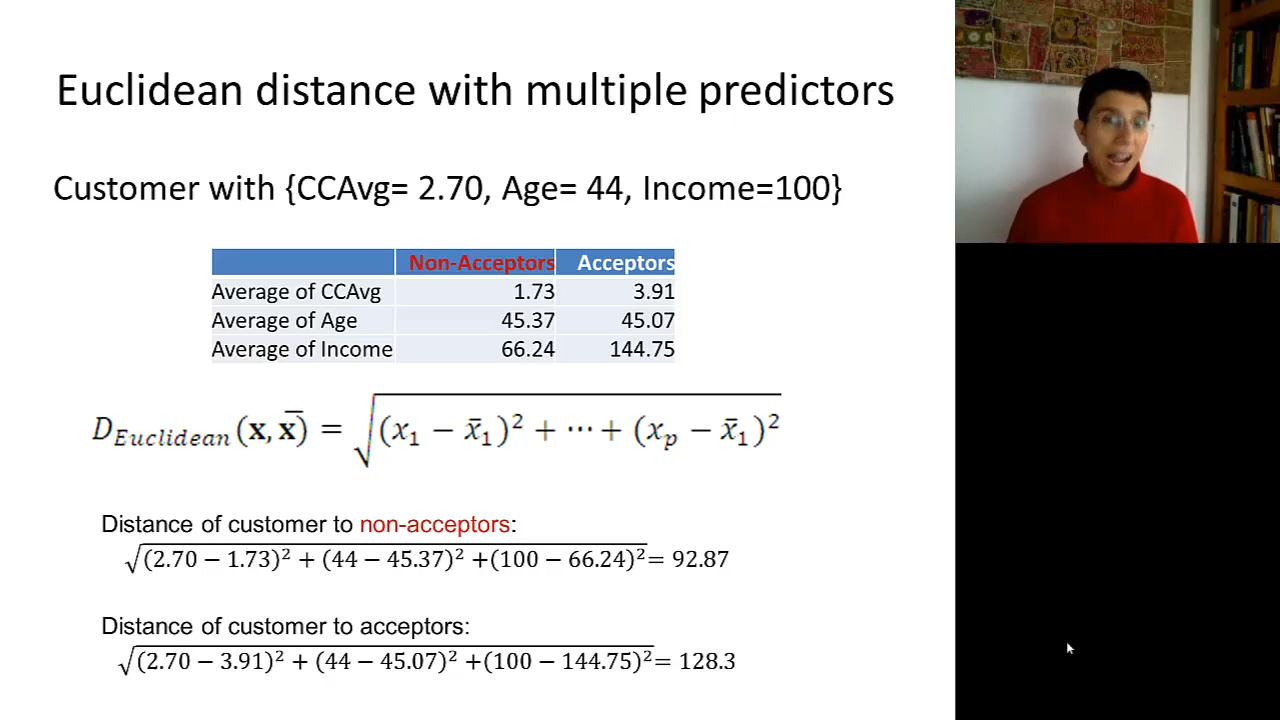 Euclidean distance with multiple predictors
Customer with {CCAvg= 2.70, Age= 44, Income=100}
Non-Acceptors Acceptors
Average of CCAvg 1.73 3.91
Average of Age 45.37 45.07
Average of Income 66.24 144.75
D_Euclidean(x, x̄) = √((x₁ − x̄₁)² + ⋯ + (xₚ − x̄₁)²)
Distance of customer to non-acceptors:
√((2.70 − 1.73)² + (44 − 45.37)² +(100 − 66.24)²)= 92.87
Distance of customer to acceptors:
√((2.70 − 3.91)² + (44 − 45.07)² +(100 − 144.75)²)= 128.3